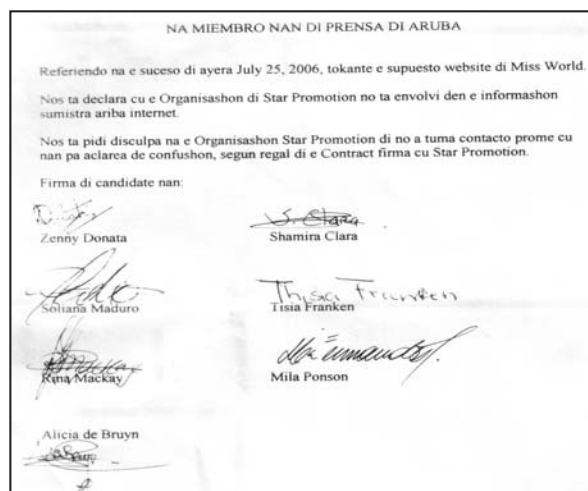 NA MIEMBRO NAN DI PRENSA DI ARUBA
Referiendo na e suceso di ayera July 25, 2006, tokante e supuesto website di Miss World.
Nos ta declara cu e Organisashon di Star Promotion no ta envolvi den e informashon
sumistra ariba internet.
Nos ta pidi disculpa na e Organisashon Star Promotion di no a tuma contacto prome cu
nan pa aclarea de confushon, segun regal di e Contract firma cu Star Promotion.
Firma di candidate nan:
S. Clara
Zenny Donata
Shamira Clara
Thisia Franken
Soliana Maduro
Tisia Franken
Rina Mackay
Mila Ponson
Alicia de Bruyn